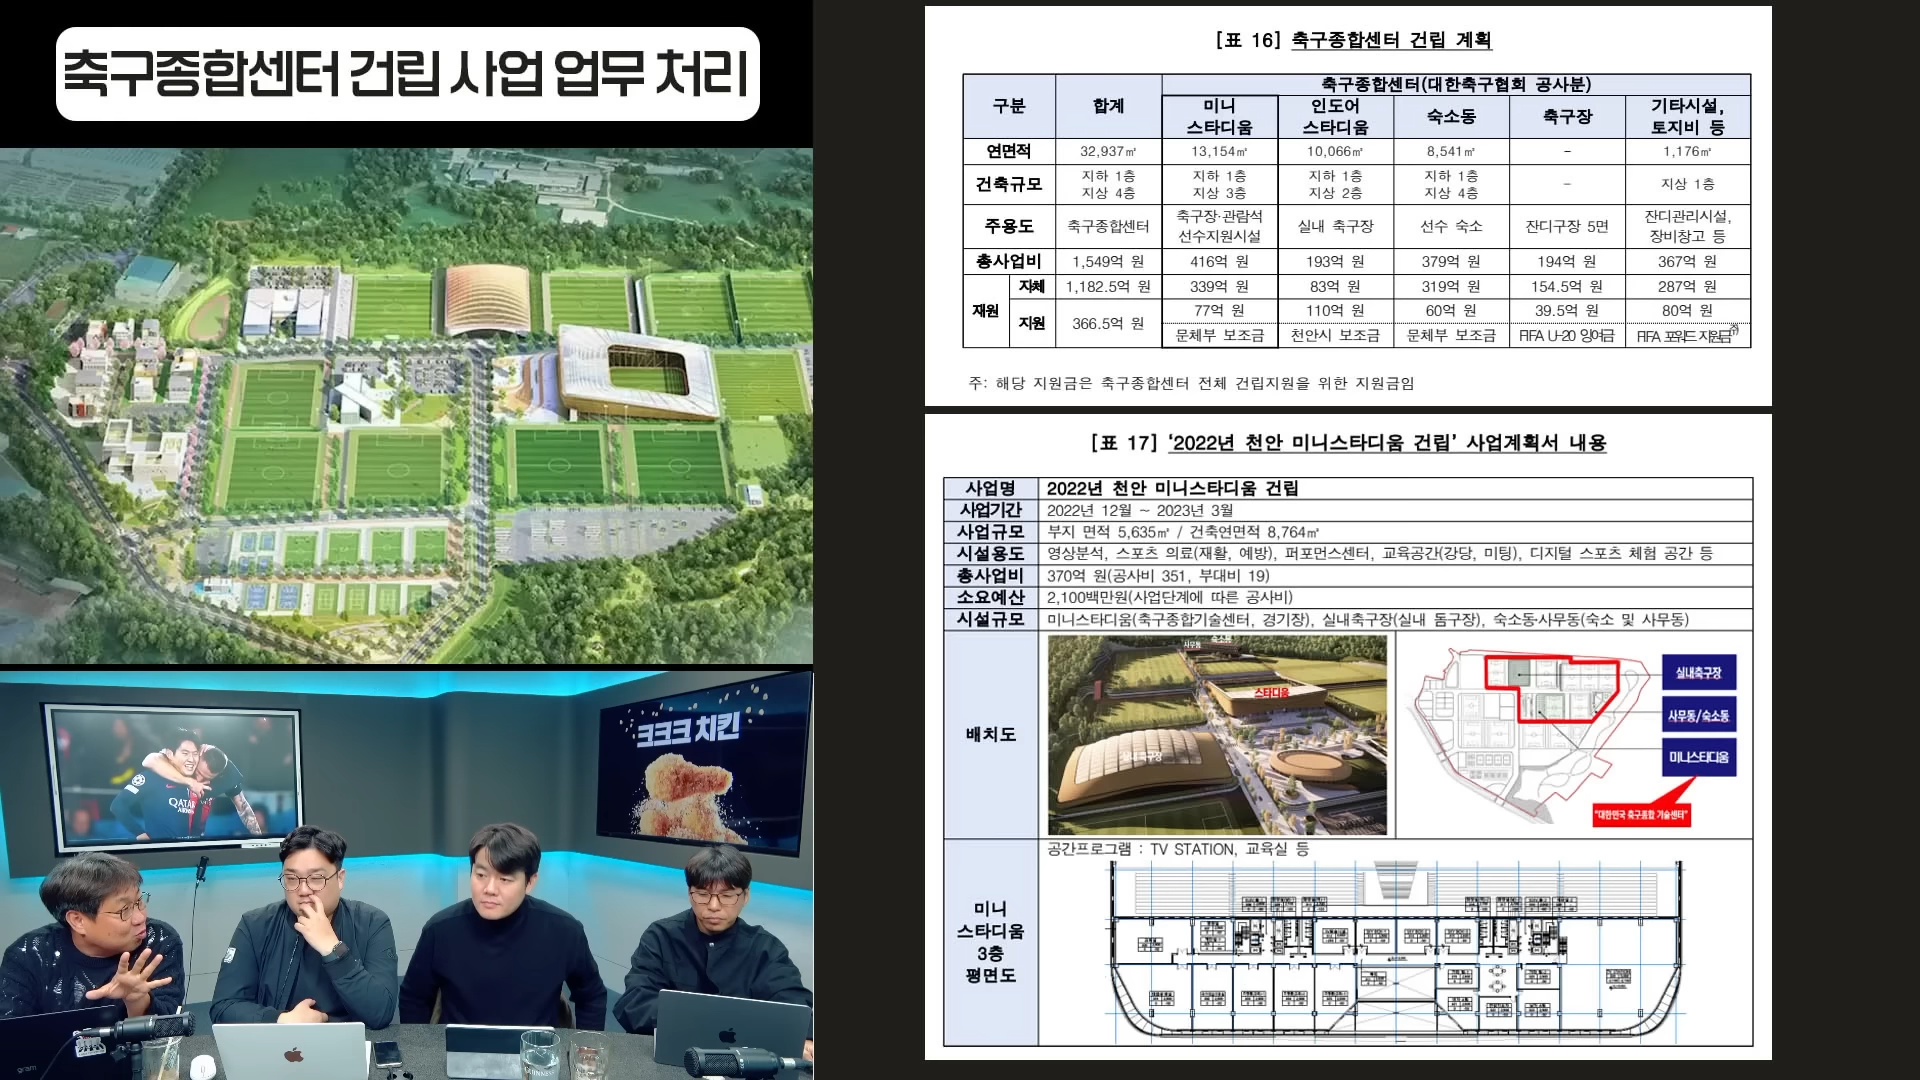 축구종합센터 건립 사업 업무 처리
QATAR
크크크 치킨
gram
GUINNESS
[표 16] 축구종합센터 건립 계획
구분 합계 축구종합센터(대한축구협회 공사분)
미니 스타디움 인도어 스타디움 숙소동 축구장 기타시설, 토지비 등
연면적 32,937㎡ 13,154㎡ 10,066㎡ 8,541㎡ - 1,176㎡
건축규모 지하 1층 지상 4층 지하 1층 지상 3층 지하 1층 지상 2층 지하 1층 지상 4층 - 지상 1층
주용도 축구종합센터 축구장·관람석 선수지원시설 실내 축구장 선수 숙소 잔디구장 5면 잔디관리시설, 장비창고 등
총사업비 1,549억 원 416억 원 193억 원 379억 원 194억 원 367억 원
재원 자체 1,182.5억 원 339억 원 83억 원 319억 원 154.5억 원 287억 원
지원 366.5억 원 77억 원 110억 원 60억 원 39.5억 원 80억 원
문체부 보조금 천안시 보조금 문체부 보조금 FIFA U-20 잉여금 FIFA 포워드 지원금주)
주: 해당 지원금은 축구종합센터 전체 건립지원을 위한 지원금임
[표 17] ‘2022년 천안 미니스타디움 건립’ 사업계획서 내용
사업명 2022년 천안 미니스타디움 건립
사업기간 2022년 12월 ~ 2023년 3월
사업규모 부지 면적 5,635㎡ / 건축연면적 8,764㎡
시설용도 영상분석, 스포츠 의료(재활, 예방), 퍼포먼스센터, 교육공간(강당, 미팅), 디지털 스포츠 체험 공간 등
총사업비 370억 원(공사비 351, 부대비 19)
소요예산 2,100백만원(사업단계에 따른 공사비)
시설규모 미니스타디움(축구종합기술센터, 경기장), 실내축구장(실내 돔구장), 숙소동·사무동(숙소 및 사무동)
배치도
숙소동
사무동
스타디움
실내축구장
실내축구장
사무동/숙소동
미니스타디움
"대한민국 축구종합 기술센터"
미니
스타디움
3층
평면도
공간프로그램 : TV STATION, 교육실 등